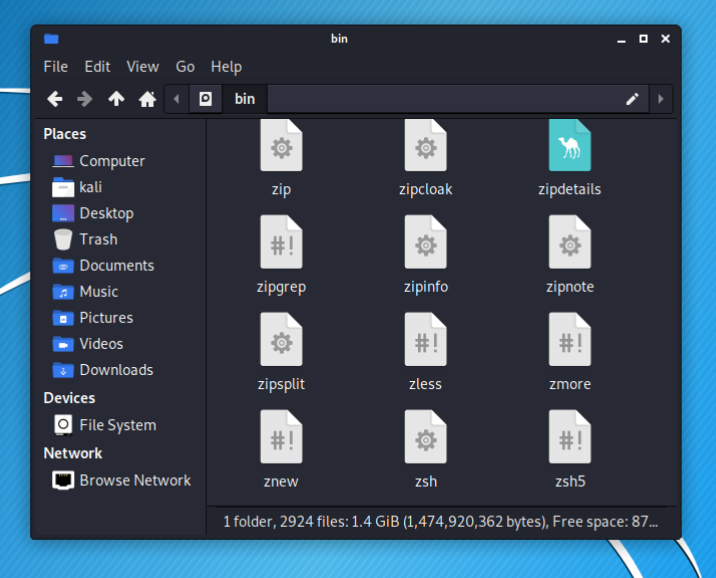 bin
File Edit View Go Help
bin
Places
Computer
kali
Desktop
Trash
Documents
Music
Pictures
Videos
Downloads
Devices
File System
Network
Browse Network
zip zipcloak zipdetails
#! 
zipgrep zipinfo zipnote
#! #!
zipsplit zless zmore
#! #!
znew zsh zsh5
1 folder, 2924 files: 1.4 GiB (1,474,920,362 bytes), Free space: 87...